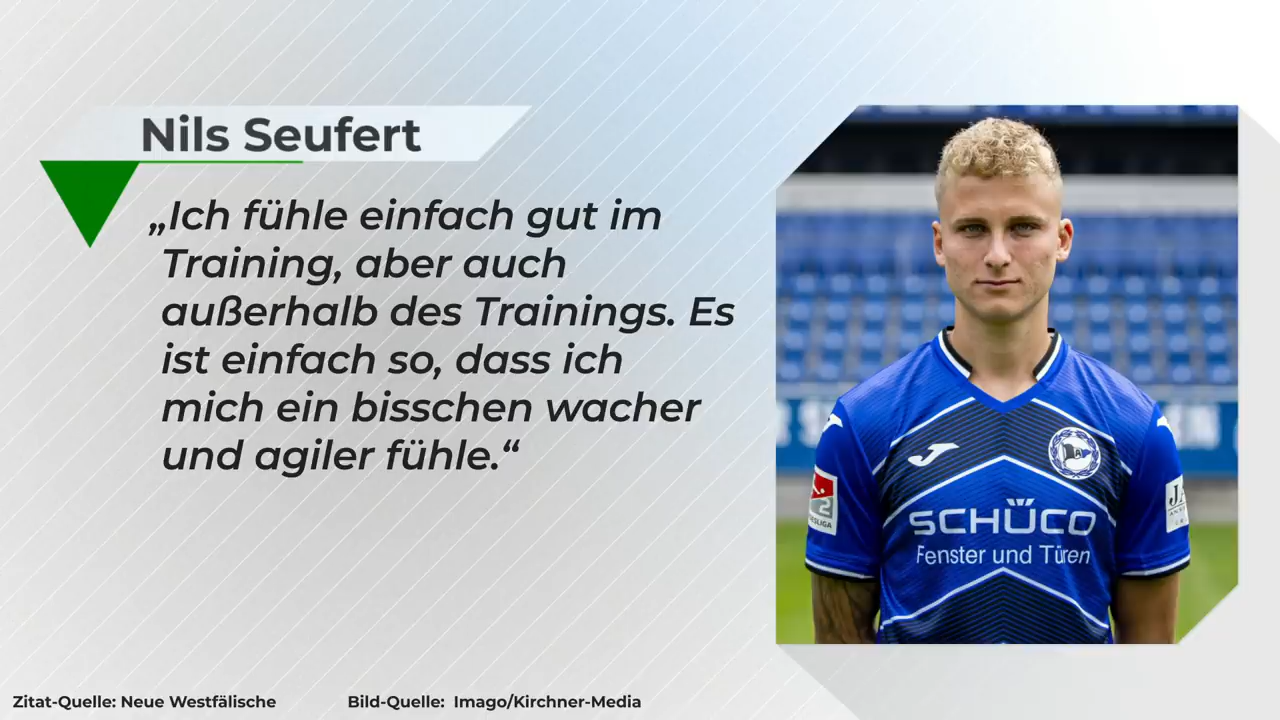 Nils Seufert
„Ich fühle einfach gut im
Training, aber auch
außerhalb des Trainings. Es
ist einfach so, dass ich
mich ein bisschen wacher
und agiler fühle.“
SCHÜCO
Fenster und Türen
2
Zitat-Quelle: Neue Westfälische
Bild-Quelle: Imago/Kirchner-Media